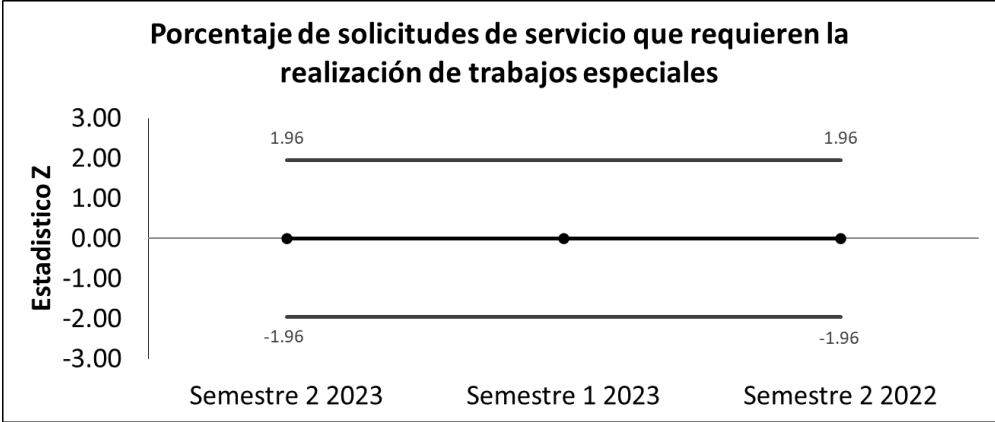 Porcentaje de solicitudes de servicio que requieren la
realización de trabajos especiales
Estadistico Z
3.00
2.00
1.00
0.00
-1.00
-2.00
-3.00
1.96
1.96
-1.96
-1.96
Semestre 2 2023
Semestre 1 2023
Semestre 2 2022